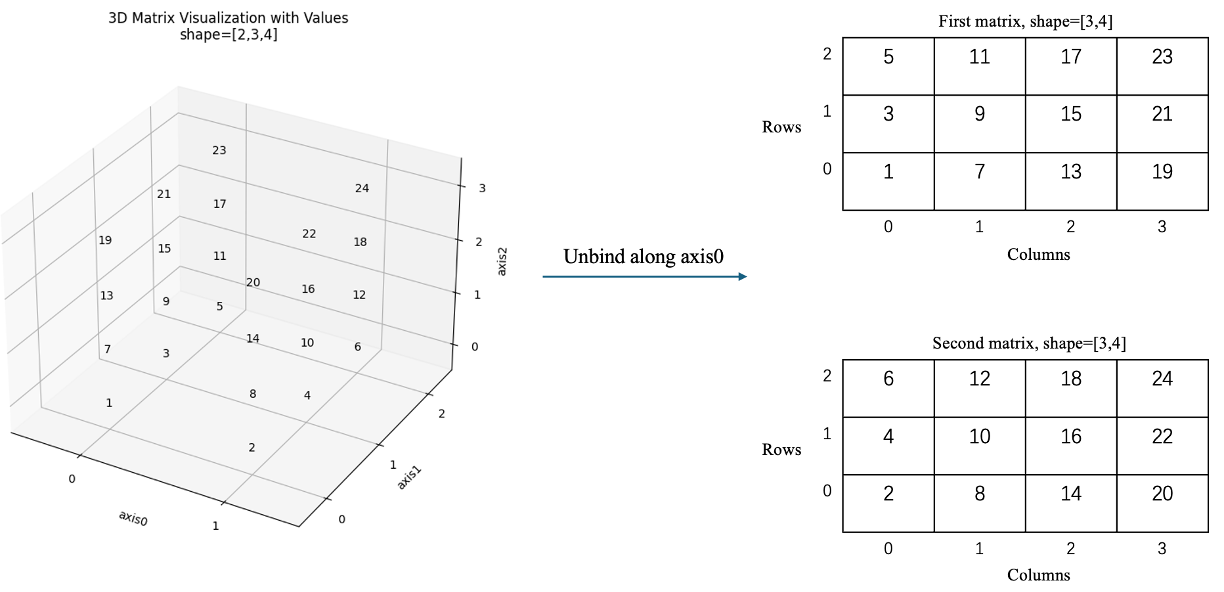 3D Matrix Visualization with Values
shape=[2,3,4]
23
24
21
17
22
18
19
15
11
20
16
12
13
9
5
14
10
6
7
3
8
4
1
2
3
2
1
0
axis2
2
1
0
axis1
0
1
axis0
Unbind along axis0
First matrix, shape=[3,4]
2 5 11 17 23
1 3 9 15 21
Rows
0 1 7 13 19
0 1 2 3
Columns
Second matrix, shape=[3,4]
2 6 12 18 24
1 4 10 16 22
Rows
0 2 8 14 20
0 1 2 3
Columns